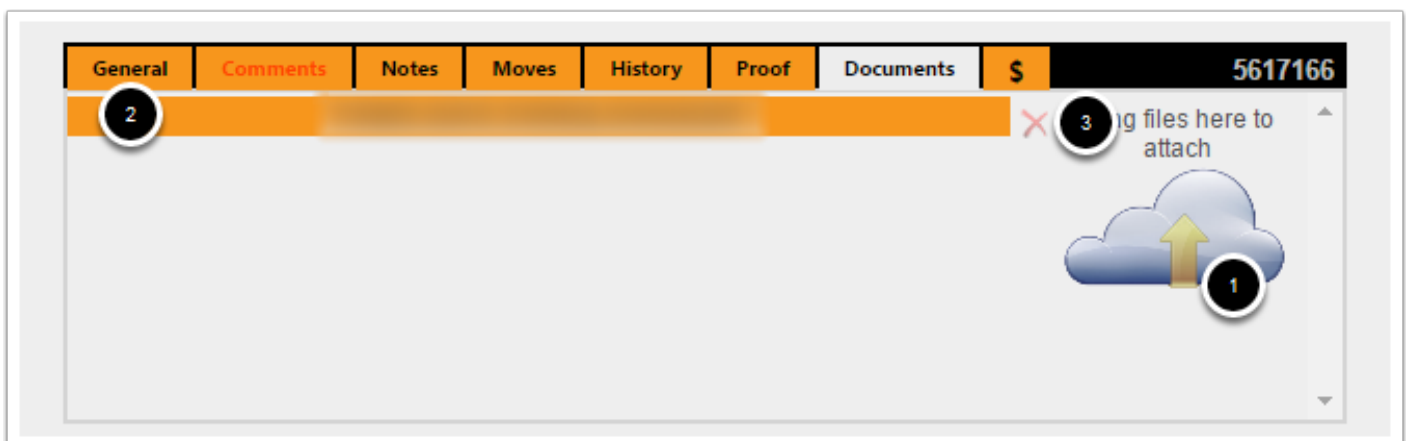 General Comments Notes Moves History Proof Documents $ 5617166
2
3 g files here to
attach
1